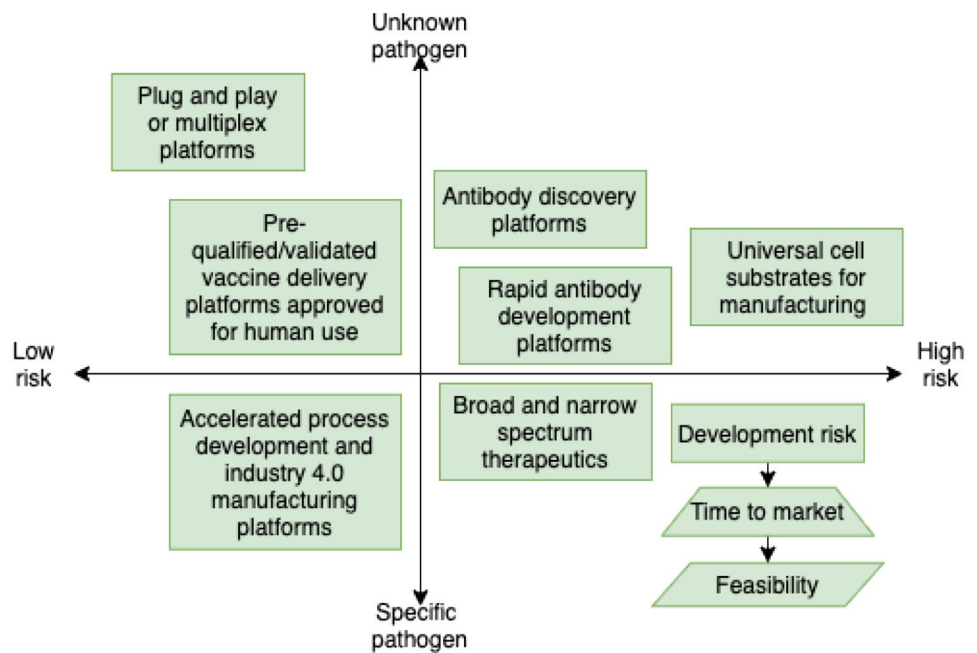 Unknown
pathogen
Plug and play
or multiplex
platforms
Antibody discovery
platforms
Pre-
qualified/validated
vaccine delivery
platforms approved
for human use
Universal cell
substrates for
manufacturing
Rapid antibody
development
platforms
Low
risk
High
risk
Accelerated process
development and
industry 4.0
manufacturing
platforms
Broad and narrow
spectrum
therapeutics
Development risk
Time to market
Feasibility
Specific
pathogen